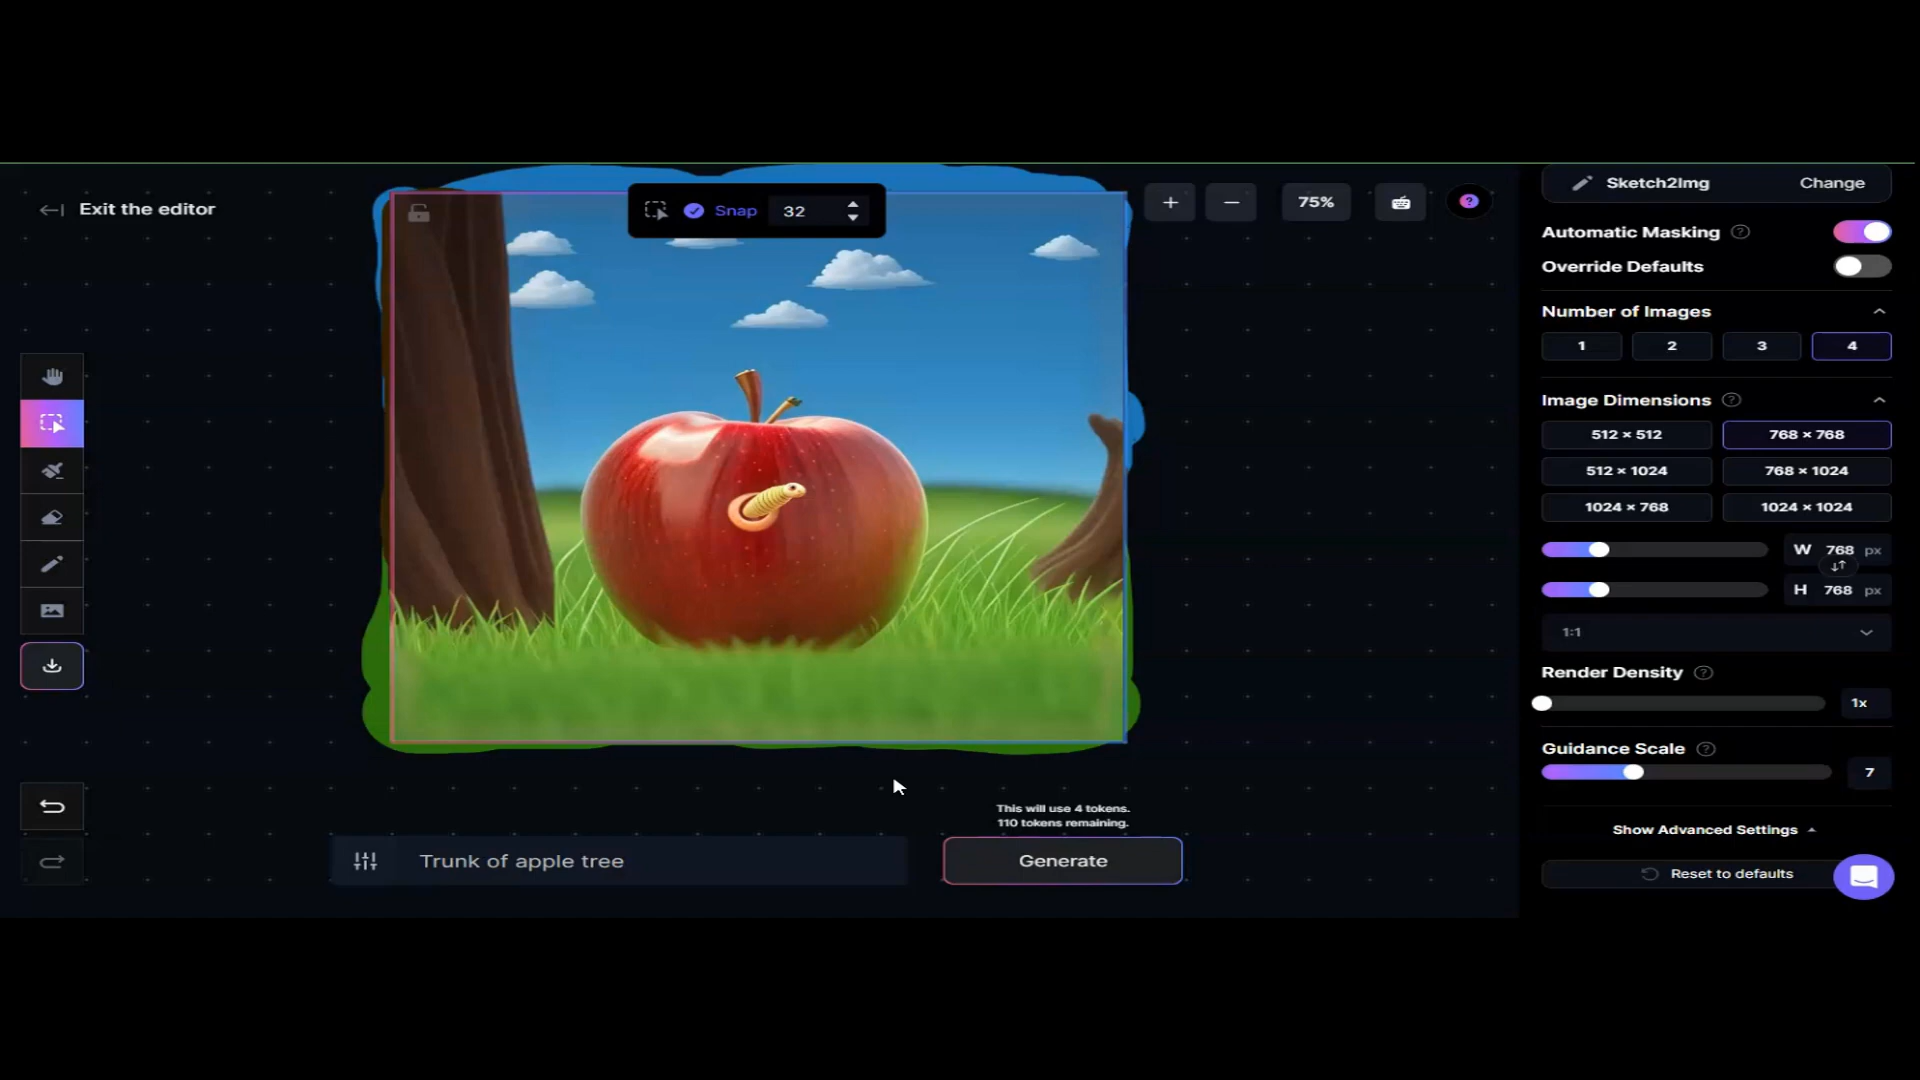 Exit the editor
Snap 32
75%
?
Sketch2Img Change
Automatic Masking ?
Override Defaults
Number of Images
1 2 3 4
Image Dimensions ?
512 × 512 768 × 768
512 × 1024 768 × 1024
1024 × 768 1024 × 1024
W 768 px
H 768 px
1:1
Render Density ?
1x
Guidance Scale ?
7
Show Advanced Settings
Reset to defaults
This will use 4 tokens.
110 tokens remaining.
Trunk of apple tree
Generate